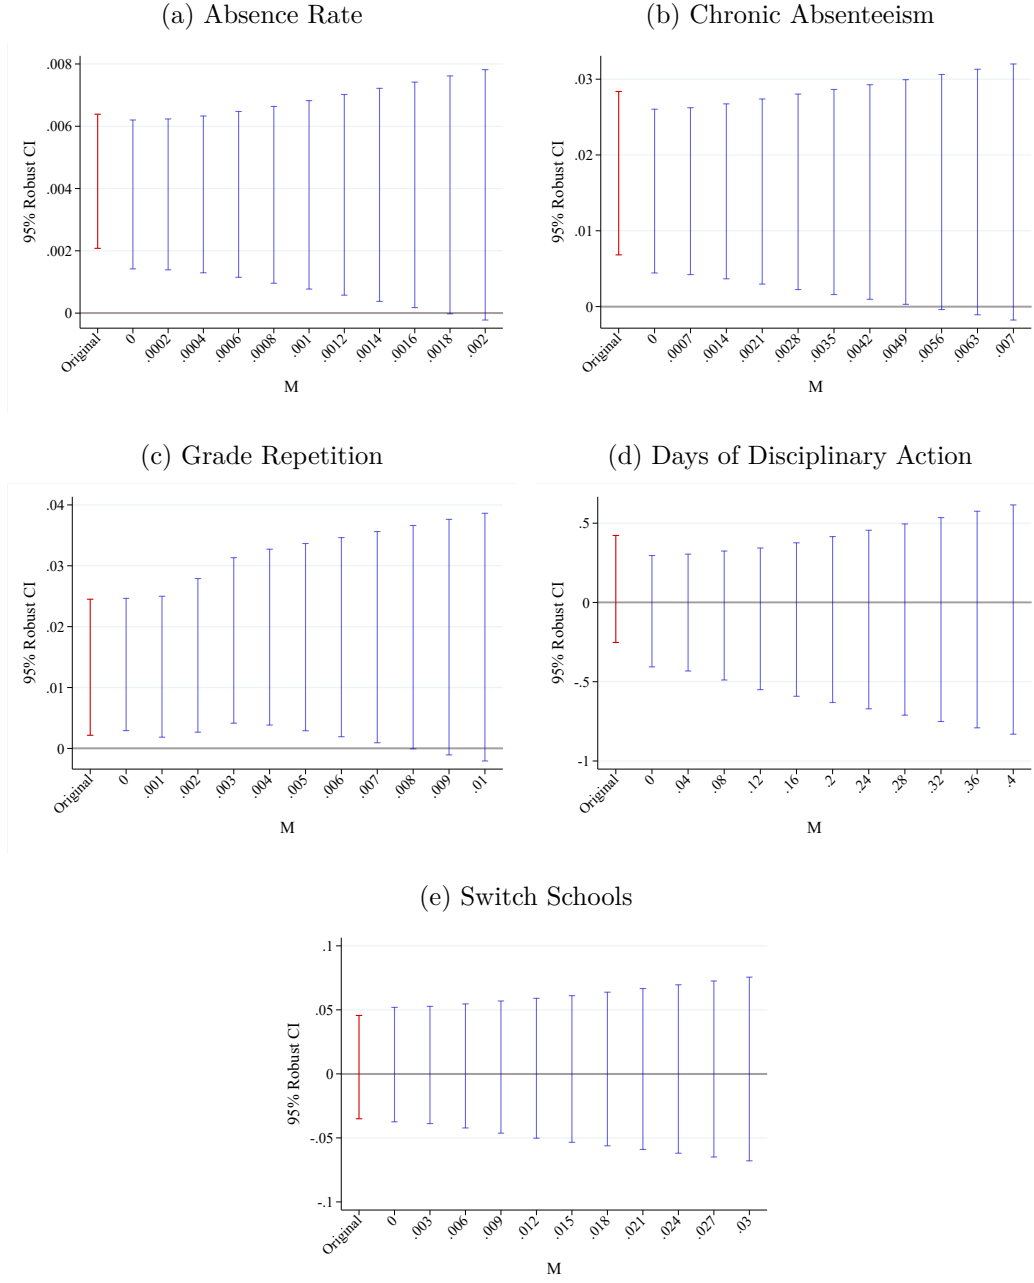 (a) Absence Rate
95% Robust CI
.008
.006
.004
.002
0
Original 0 .0002 .0004 .0006 .0008 .001 .0012 .0014 .0016 .0018 .002
M
(b) Chronic Absenteeism
95% Robust CI
.03
.02
.01
0
Original 0 .0007 .0014 .0021 .0028 .0035 .0042 .0049 .0056 .0063 .007
M
(c) Grade Repetition
95% Robust CI
.04
.03
.02
.01
0
Original 0 .001 .002 .003 .004 .005 .006 .007 .008 .009 .01
M
(d) Days of Disciplinary Action
95% Robust CI
.5
0
-.5
-1
Original 0 .04 .08 .12 .16 .2 .24 .28 .32 .36 .4
M
(e) Switch Schools
95% Robust CI
.1
.05
0
-.05
-.1
Original 0 .003 .006 .009 .012 .015 .018 .021 .024 .027 .03
M